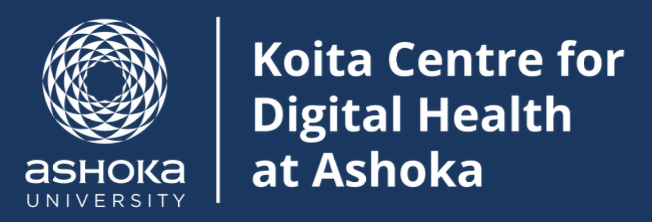 ASHOKA
UNIVERSITY
Koita Centre for
Digital Health
at Ashoka